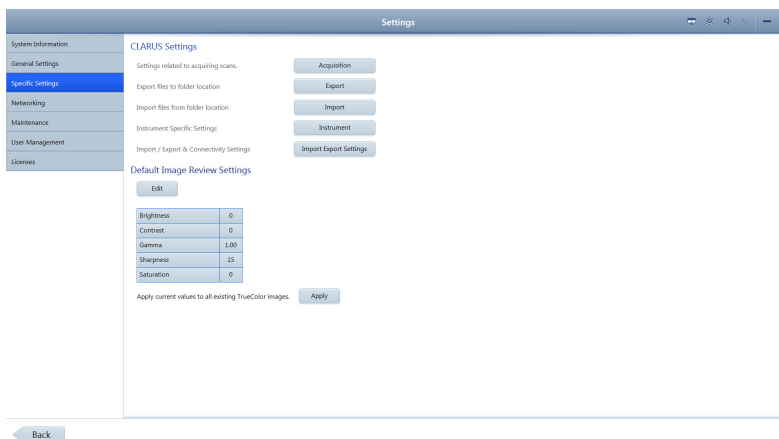 Settings
System Information
General Settings
Specific Settings
Networking
Maintenance
User Management
Licenses
CLARUS Settings
Settings related to acquiring scans. Acquisition
Export files to folder location Export
Import files from folder location Import
Instrument Specific Settings Instrument
Import / Export & Connectivity Settings Import Export Settings
Default Image Review Settings
Edit
Brightness 0
Contrast 0
Gamma 1.00
Sharpness 15
Saturation 0
Apply current values to all existing TrueColor images. Apply
Back